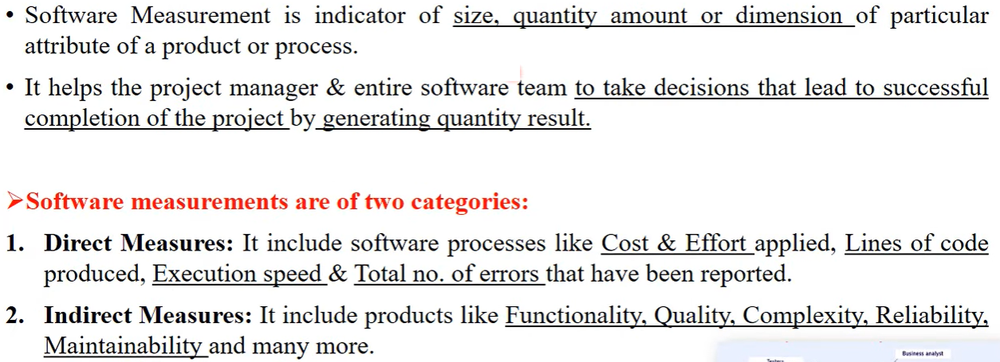 • Software Measurement is indicator of size, quantity amount or dimension of particular
attribute of a product or process.
• It helps the project manager & entire software team to take decisions that lead to successful
completion of the project by generating quantity result.
➢Software measurements are of two categories:
1. Direct Measures: It include software processes like Cost & Effort applied, Lines of code
produced, Execution speed & Total no. of errors that have been reported.
2. Indirect Measures: It include products like Functionality, Quality, Complexity, Reliability,
Maintainability and many more.
Business analyst